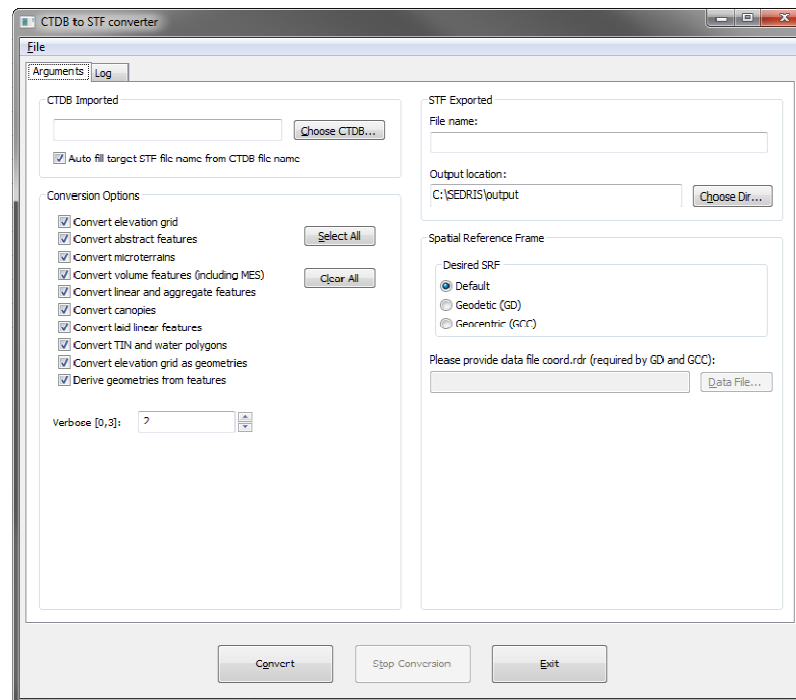 CTDB to STF converter
File
Arguments
Log
CTDB Imported
Choose CTDB...
Auto fill target STF file name from CTDB file name
Conversion Options
Convert elevation grid
Convert abstract features
Convert microterrains
Convert volume features (including MES)
Convert linear and aggregate features
Convert canopies
Convert laid linear features
Convert TIN and water polygons
Convert elevation grid as geometries
Derive geometries from features
Select All
Clear All
Verbose [0,3]:
2
STF Exported
File name:
Output location:
C:\SEDRIS\output
Choose Dir...
Spatial Reference Frame
Desired SRF
Default
Geodetic (GD)
Geocentric (GCC)
Please provide data file coord.rdr (required by GD and GCC):
Data File...
Convert
Stop Conversion
Exit